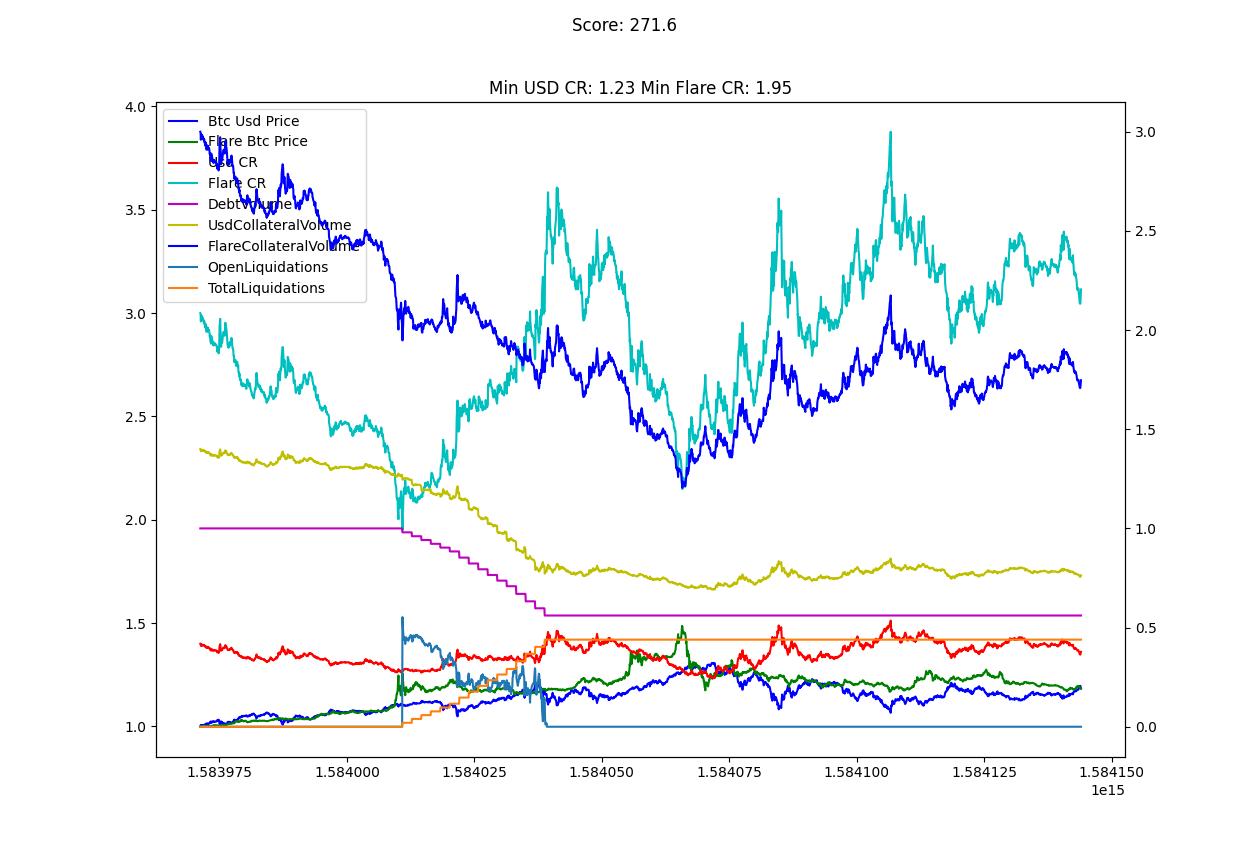 Score: 271.6
Min USD CR: 1.23 Min Flare CR: 1.95
Btc Usd Price
Flare Btc Price
Usd CR
Flare CR
DebtVolume
UsdCollateralVolume
FlareCollateralVolume
OpenLiquidations
TotalLiquidations
4.0
3.5
3.0
2.5
2.0
1.5
1.0
3.0
2.5
2.0
1.5
1.0
0.5
0.0
1.583975 1.584000 1.584025 1.584050 1.584075 1.584100 1.584125 1.584150
1e15